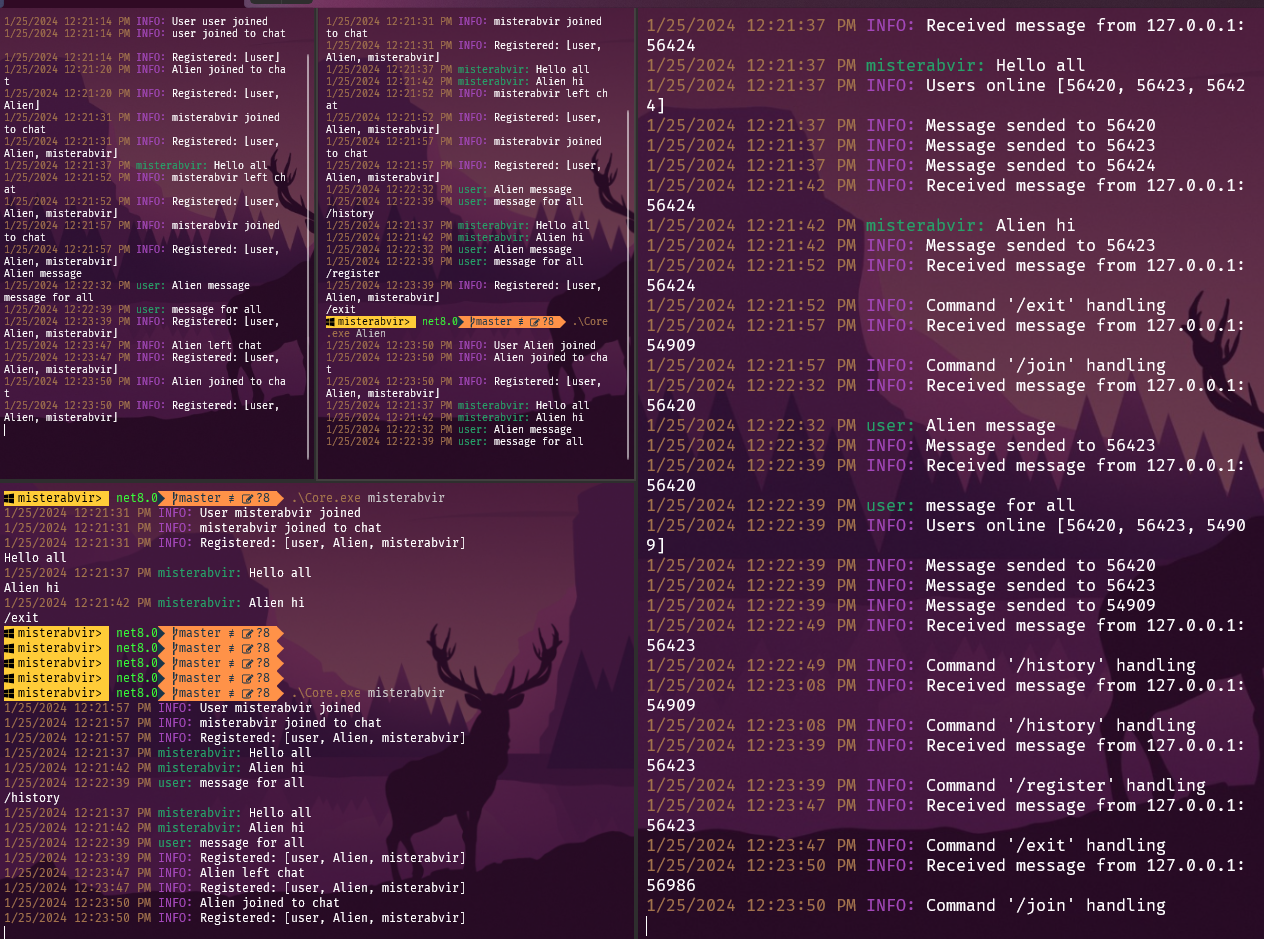 1/25/2024 12:21:14 PM INFO: User user joined
1/25/2024 12:21:14 PM INFO: user joined to chat
1/25/2024 12:21:14 PM INFO: Registered: [user]
1/25/2024 12:21:20 PM INFO: Alien joined to cha
t
1/25/2024 12:21:20 PM INFO: Registered: [user,
Alien]
1/25/2024 12:21:31 PM INFO: misterabvir joined
to chat
1/25/2024 12:21:31 PM INFO: Registered: [user,
Alien, misterabvir]
1/25/2024 12:21:37 PM misterabvir: Hello all
1/25/2024 12:21:52 PM INFO: misterabvir left ch
at
1/25/2024 12:21:52 PM INFO: Registered: [user,
Alien, misterabvir]
1/25/2024 12:21:57 PM INFO: misterabvir joined
to chat
1/25/2024 12:21:57 PM INFO: Registered: [user,
Alien, misterabvir]
Alien message
1/25/2024 12:22:32 PM user: Alien message
message for all
1/25/2024 12:22:39 PM user: message for all
1/25/2024 12:23:39 PM INFO: Registered: [user,
Alien, misterabvir]
1/25/2024 12:23:47 PM INFO: Alien left chat
1/25/2024 12:23:47 PM INFO: Registered: [user,
Alien, misterabvir]
1/25/2024 12:23:50 PM INFO: Alien joined to cha
t
1/25/2024 12:23:50 PM INFO: Registered: [user,
Alien, misterabvir]
1/25/2024 12:21:31 PM INFO: misterabvir joined
to chat
1/25/2024 12:21:31 PM INFO: Registered: [user,
Alien, misterabvir]
1/25/2024 12:21:37 PM misterabvir: Hello all
1/25/2024 12:21:42 PM misterabvir: Alien hi
1/25/2024 12:21:52 PM INFO: misterabvir left ch
at
1/25/2024 12:21:52 PM INFO: Registered: [user,
Alien, misterabvir]
1/25/2024 12:21:57 PM INFO: misterabvir joined
to chat
1/25/2024 12:21:57 PM INFO: Registered: [user,
Alien, misterabvir]
1/25/2024 12:22:32 PM user: Alien message
1/25/2024 12:22:39 PM user: message for all
/history
1/25/2024 12:21:37 PM misterabvir: Hello all
1/25/2024 12:21:42 PM misterabvir: Alien hi
1/25/2024 12:22:32 PM user: Alien message
1/25/2024 12:22:39 PM user: message for all
/register
1/25/2024 12:23:39 PM INFO: Registered: [user,
Alien, misterabvir]
/exit
misterabvir> net8.0 master ≢ ?8 .\Core
.exe Alien
1/25/2024 12:23:50 PM INFO: User Alien joined
1/25/2024 12:23:50 PM INFO: Alien joined to cha
t
1/25/2024 12:23:50 PM INFO: Registered: [user,
Alien, misterabvir]
1/25/2024 12:21:37 PM misterabvir: Hello all
1/25/2024 12:21:42 PM misterabvir: Alien hi
1/25/2024 12:22:32 PM user: Alien message
1/25/2024 12:22:39 PM user: message for all
misterabvir> net8.0 master ≢ ?8 .\Core.exe misterabvir
1/25/2024 12:21:31 PM INFO: User misterabvir joined
1/25/2024 12:21:31 PM INFO: misterabvir joined to chat
1/25/2024 12:21:31 PM INFO: Registered: [user, Alien, misterabvir]
Hello all
1/25/2024 12:21:37 PM misterabvir: Hello all
Alien hi
1/25/2024 12:21:42 PM misterabvir: Alien hi
/exit
misterabvir> net8.0 master ≢ ?8
misterabvir> net8.0 master ≢ ?8
misterabvir> net8.0 master ≢ ?8
misterabvir> net8.0 master ≢ ?8
misterabvir> net8.0 master ≢ ?8 .\Core.exe misterabvir
1/25/2024 12:21:57 PM INFO: User misterabvir joined
1/25/2024 12:21:57 PM INFO: misterabvir joined to chat
1/25/2024 12:21:57 PM INFO: Registered: [user, Alien, misterabvir]
1/25/2024 12:21:37 PM misterabvir: Hello all
1/25/2024 12:21:42 PM misterabvir: Alien hi
1/25/2024 12:22:39 PM user: message for all
/history
1/25/2024 12:21:37 PM misterabvir: Hello all
1/25/2024 12:21:42 PM misterabvir: Alien hi
1/25/2024 12:22:39 PM user: message for all
1/25/2024 12:23:39 PM INFO: Registered: [user, Alien, misterabvir]
1/25/2024 12:23:47 PM INFO: Alien left chat
1/25/2024 12:23:47 PM INFO: Registered: [user, Alien, misterabvir]
1/25/2024 12:23:50 PM INFO: Alien joined to chat
1/25/2024 12:23:50 PM INFO: Registered: [user, Alien, misterabvir]
1/25/2024 12:21:37 PM INFO: Received message from 127.0.0.1:
56424
1/25/2024 12:21:37 PM misterabvir: Hello all
1/25/2024 12:21:37 PM INFO: Users online [56420, 56423, 5642
4]
1/25/2024 12:21:37 PM INFO: Message sended to 56420
1/25/2024 12:21:37 PM INFO: Message sended to 56423
1/25/2024 12:21:37 PM INFO: Message sended to 56424
1/25/2024 12:21:42 PM INFO: Received message from 127.0.0.1:
56424
1/25/2024 12:21:42 PM misterabvir: Alien hi
1/25/2024 12:21:42 PM INFO: Message sended to 56423
1/25/2024 12:21:52 PM INFO: Received message from 127.0.0.1:
56424
1/25/2024 12:21:52 PM INFO: Command '/exit' handling
1/25/2024 12:21:57 PM INFO: Received message from 127.0.0.1:
54909
1/25/2024 12:21:57 PM INFO: Command '/join' handling
1/25/2024 12:22:32 PM INFO: Received message from 127.0.0.1:
56420
1/25/2024 12:22:32 PM user: Alien message
1/25/2024 12:22:32 PM INFO: Message sended to 56423
1/25/2024 12:22:39 PM INFO: Received message from 127.0.0.1:
56420
1/25/2024 12:22:39 PM user: message for all
1/25/2024 12:22:39 PM INFO: Users online [56420, 56423, 5490
9]
1/25/2024 12:22:39 PM INFO: Message sended to 56420
1/25/2024 12:22:39 PM INFO: Message sended to 56423
1/25/2024 12:22:39 PM INFO: Message sended to 54909
1/25/2024 12:22:49 PM INFO: Received message from 127.0.0.1:
56423
1/25/2024 12:22:49 PM INFO: Command '/history' handling
1/25/2024 12:23:08 PM INFO: Received message from 127.0.0.1:
54909
1/25/2024 12:23:08 PM INFO: Command '/history' handling
1/25/2024 12:23:39 PM INFO: Received message from 127.0.0.1:
56423
1/25/2024 12:23:39 PM INFO: Command '/register' handling
1/25/2024 12:23:47 PM INFO: Received message from 127.0.0.1:
56423
1/25/2024 12:23:47 PM INFO: Command '/exit' handling
1/25/2024 12:23:50 PM INFO: Received message from 127.0.0.1:
56986
1/25/2024 12:23:50 PM INFO: Command '/join' handling